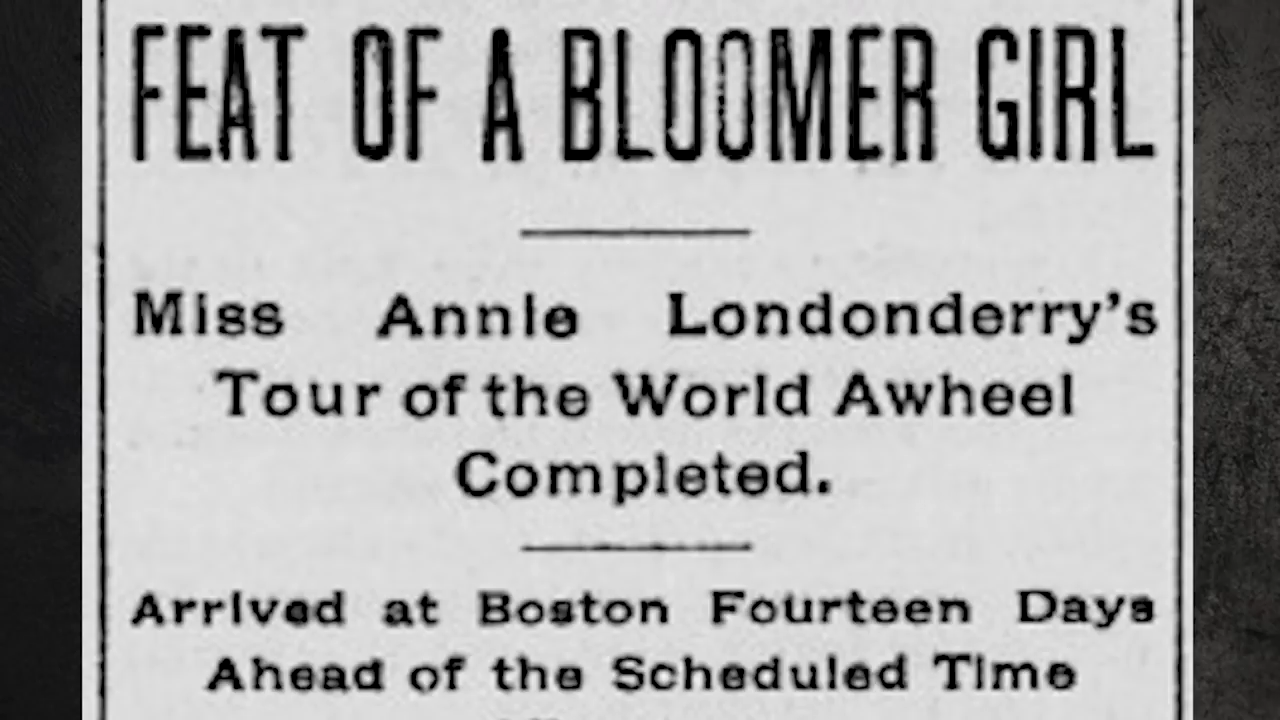 FEAT OF A BLOOMER GIRL
Miss Annie Londonderry's
Tour of the World Awheel
Completed.
Arrived at Boston Fourteen Days
Ahead of the Scheduled Time